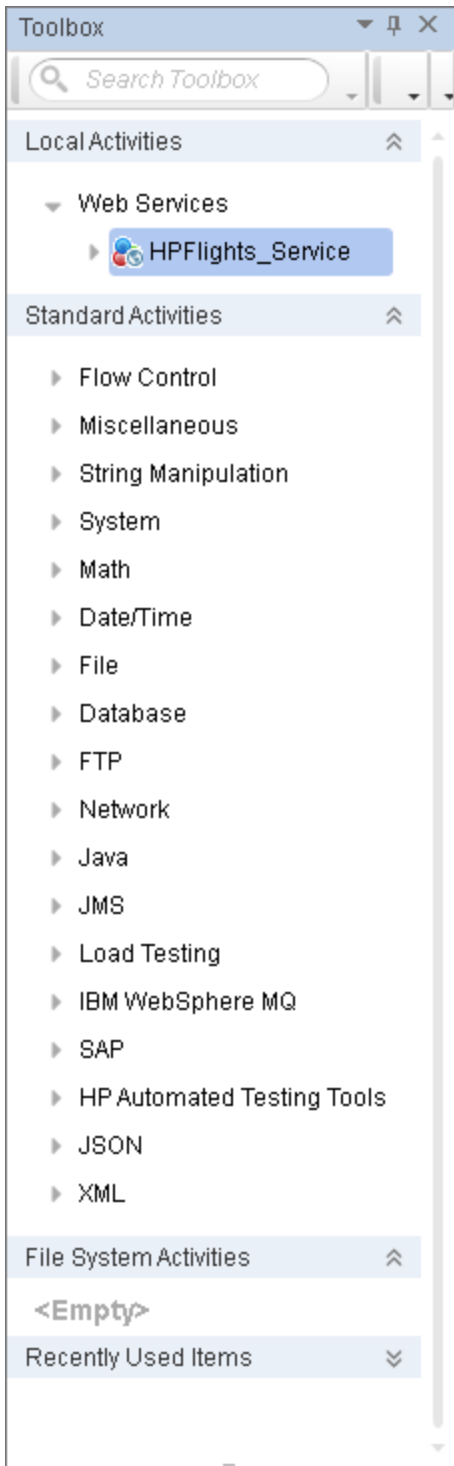 Toolbox
Search Toolbox
Local Activities
Web Services
HPFlights_Service
Standard Activities
Flow Control
Miscellaneous
String Manipulation
System
Math
Date/Time
File
Database
FTP
Network
Java
JMS
Load Testing
IBM WebSphere MQ
SAP
HP Automated Testing Tools
JSON
XML
File System Activities
<Empty>
Recently Used Items